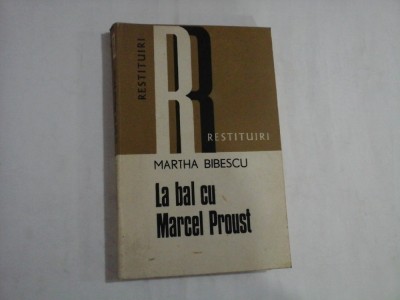 RESTITUIRI
R
RESTITUIRI
MARTHA BIBESCU
La bal cu
Marcel Proust